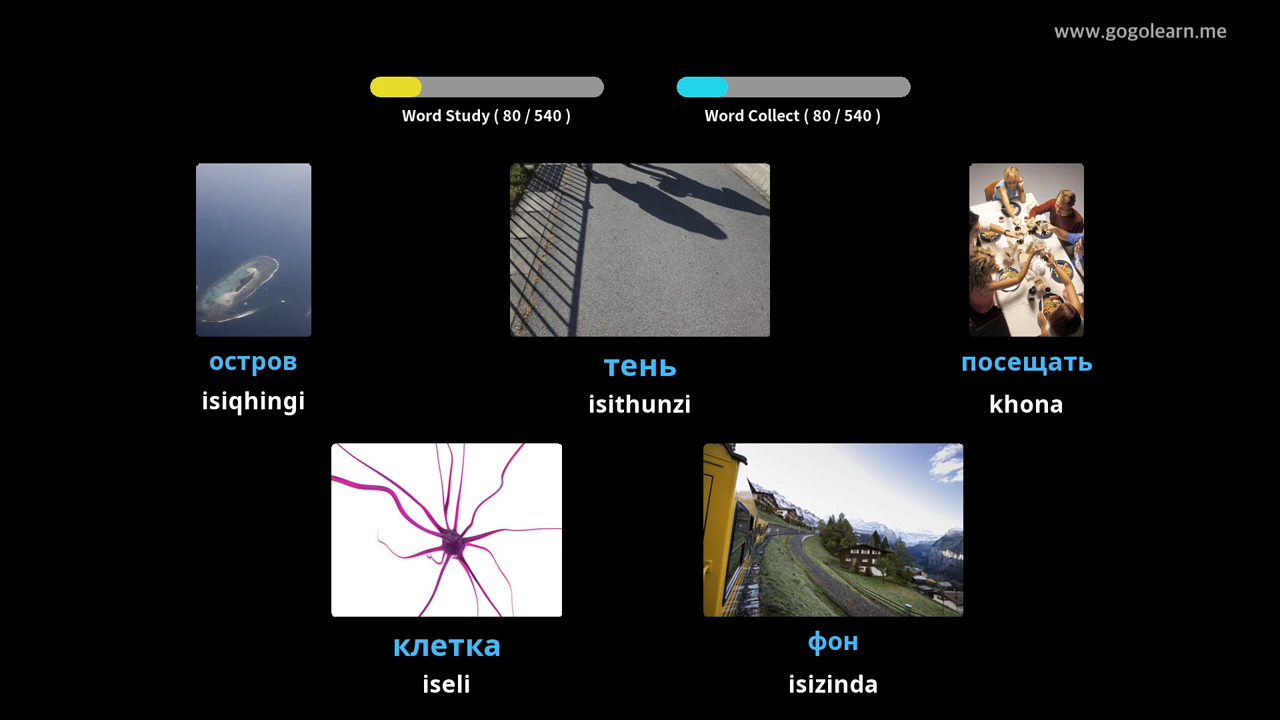 www.gogolearn.me
Word Study ( 80 / 540 )
Word Collect ( 80 / 540 )
остров
isiqhingi
тень
isithunzi
посещать
khona
клетка
iseli
фон
isizinda